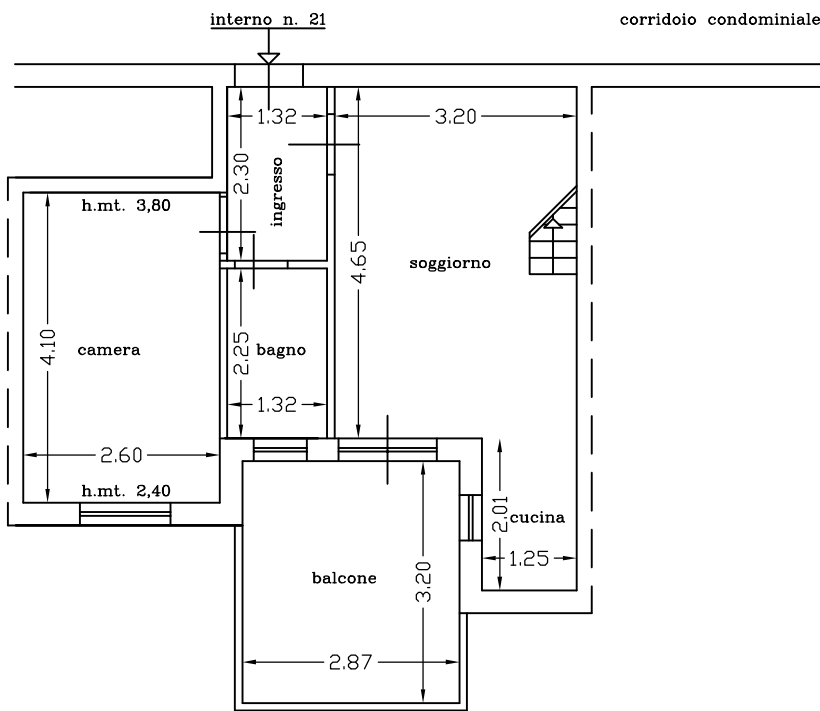 interno n. 21
corridoio condominiale
1.32
3.20
2.30
ingresso
h.mt. 3,80
4.65
soggiorno
4.10
camera
2.25
bagno
1.32
2.60
h.mt. 2,40
2.01
cucina
1.25
balcone
3.20
2.87